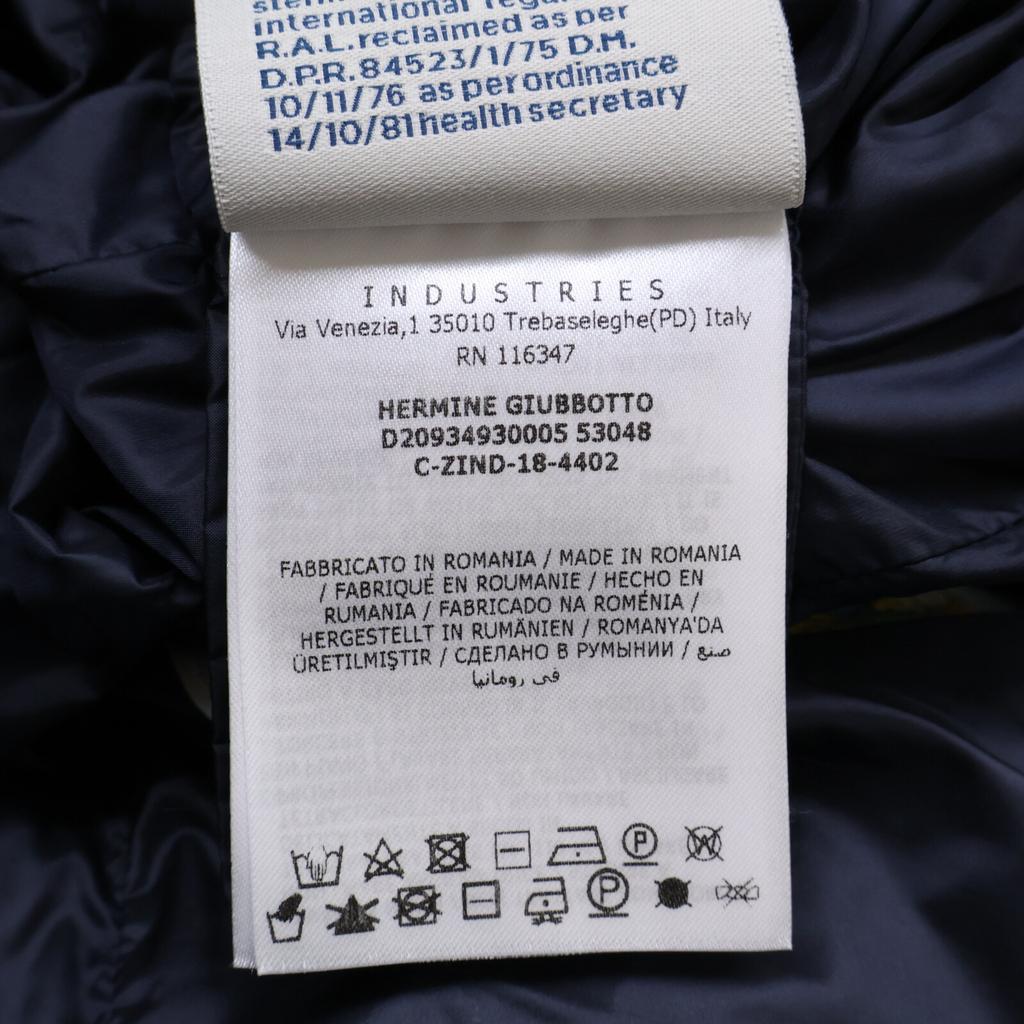 international
R.A.L. reclaimed as per
D.P.R. 84523/1/75 D.M.
10/11/76 as per ordinance
14/10/81 health secretary
INDUSTRIES
Via Venezia,1 35010 Trebaseleghe(PD) Italy
RN 116347
HERMINE GIUBBOTTO
D20934930005 53048
C-ZIND-18-4402
FABBRICATO IN ROMANIA / MADE IN ROMANIA
/ FABRIQUÉ EN ROUMANIE / HECHO EN
RUMANIA / FABRICADO NA ROMÉNIA /
HERGESTELLT IN RUMÄNIEN / ROMANYA'DA
ÜRETILMIŞTIR / СДЕЛАНО В РУМЫНИИ / صنع
في رومانيا
P W
P